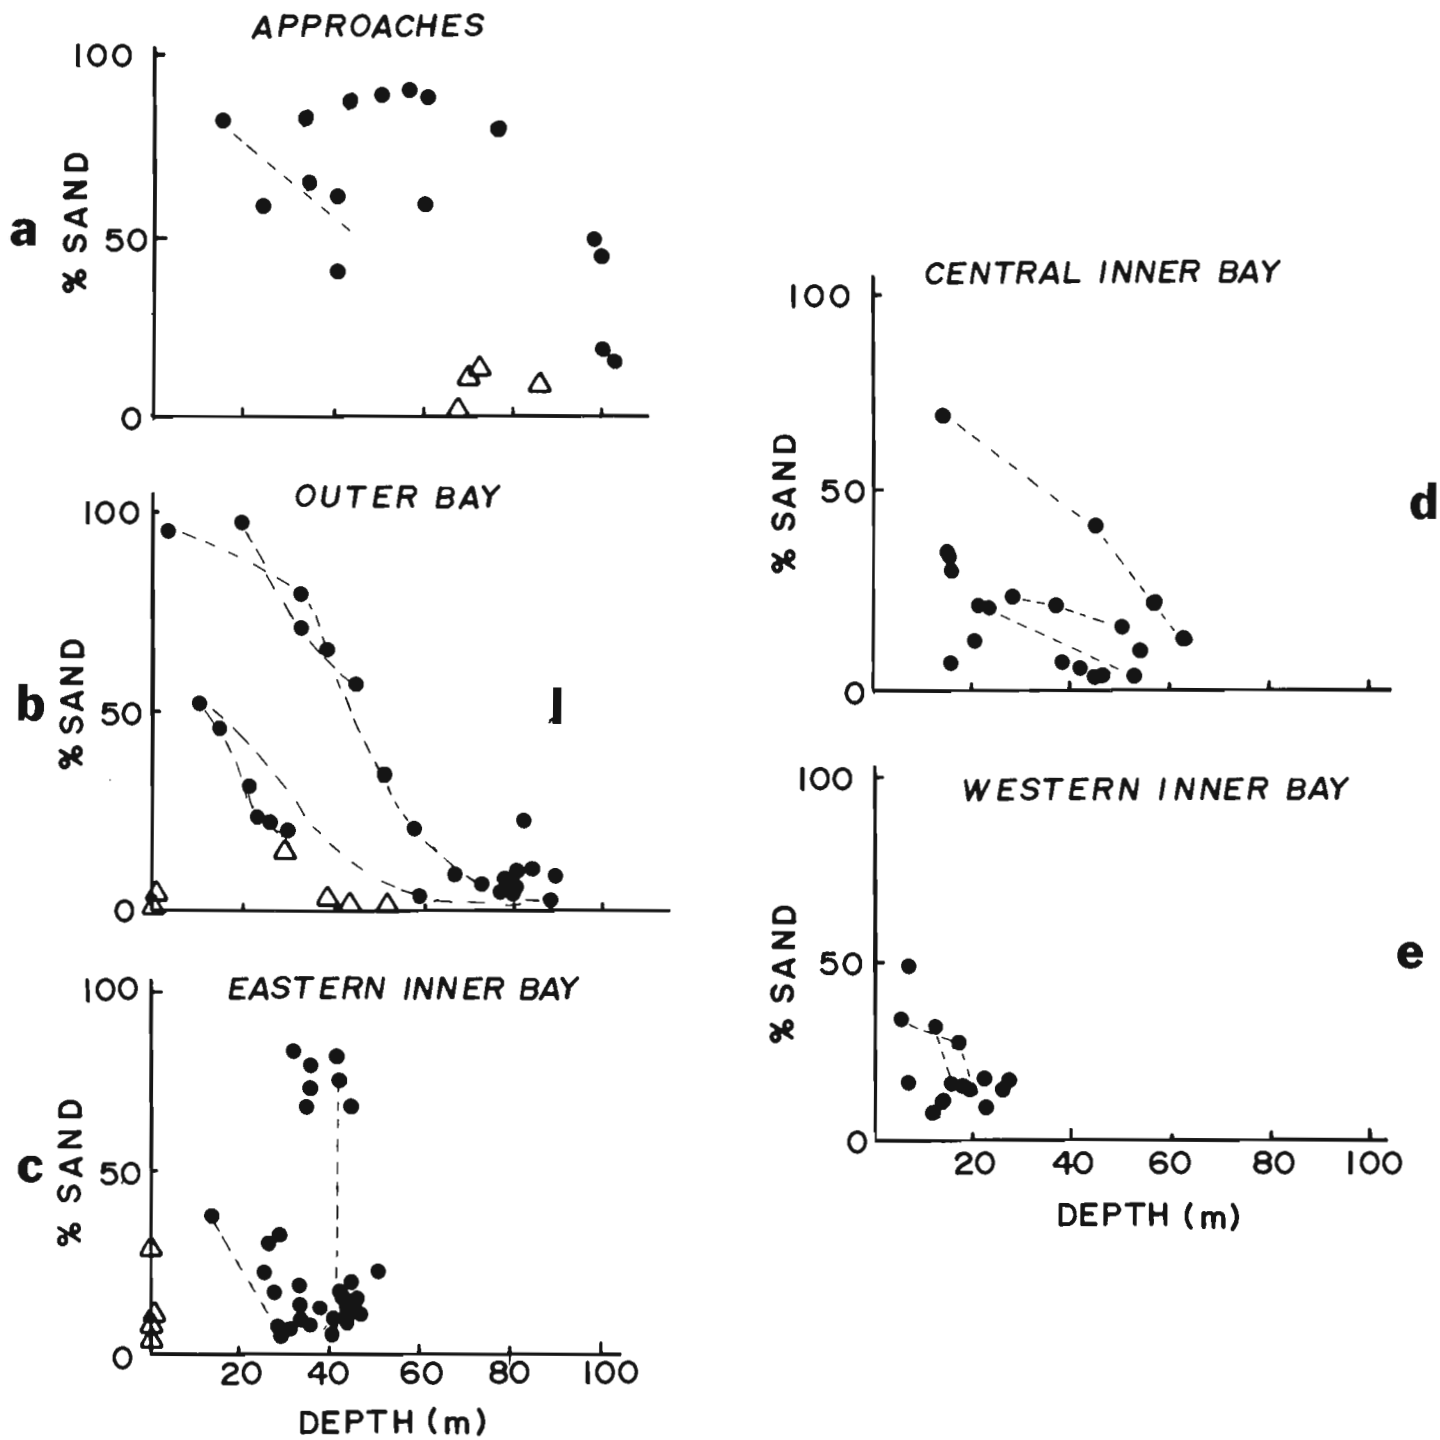 APPROACHES
100
50
0
% SAND
a
OUTER BAY
100
50
0
% SAND
b
EASTERN INNER BAY
100
50
0
% SAND
c
20 40 60 80 100
DEPTH (m)
CENTRAL INNER BAY
100
50
0
% SAND
d
WESTERN INNER BAY
100
50
0
% SAND
e
20 40 60 80 100
DEPTH (m)